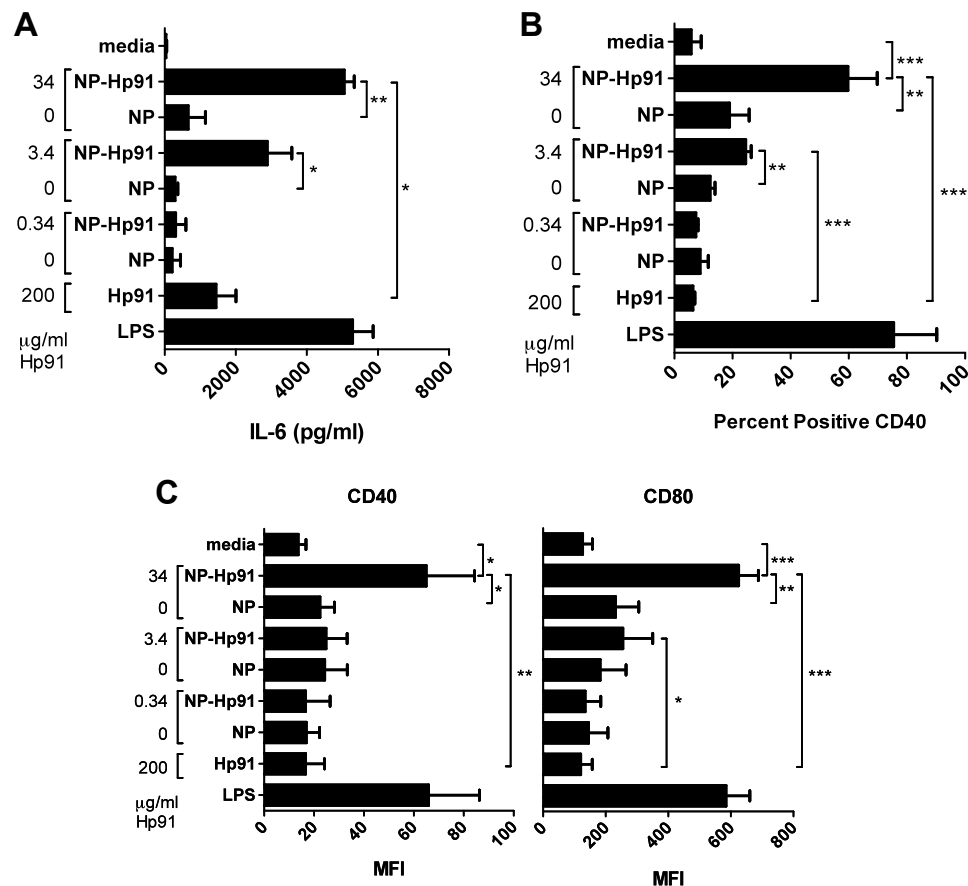 A
media
34 NP-Hp91
**
0 NP
3.4 NP-Hp91
*
0 NP
*
0.34 NP-Hp91
0 NP
200 Hp91
LPS
µg/ml
Hp91
0 2000 4000 6000 8000
IL-6 (pg/ml)
B
media
***
34 NP-Hp91
**
0 NP
3.4 NP-Hp91
**
0 NP
***
0.34 NP-Hp91
***
0 NP
200 Hp91
LPS
µg/ml
Hp91
0 20 40 60 80 100
Percent Positive CD40
C
CD40 CD80
media
* ***
34 NP-Hp91
* **
0 NP
3.4 NP-Hp91
0 NP
** * ***
0.34 NP-Hp91
0 NP
200 Hp91
LPS
µg/ml
Hp91
0 20 40 60 80 100
MFI
0 200 400 600 800
MFI